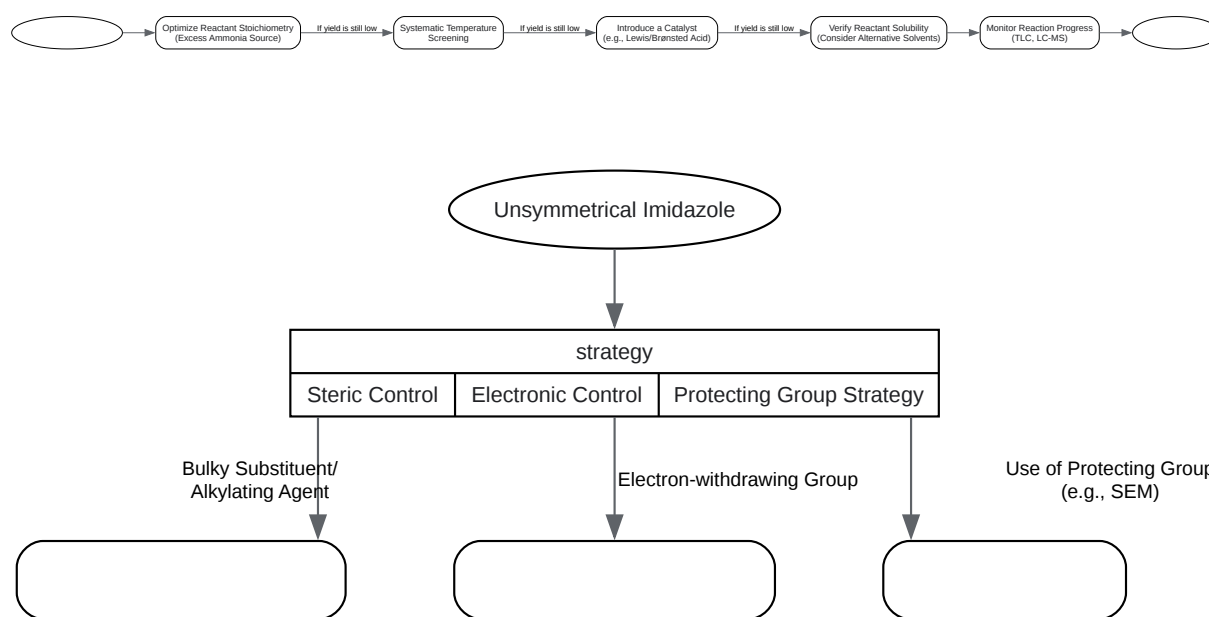 Optimize Reactant Stoichiometry
(Excess Ammonia Source)
If yield is still low
Systematic Temperature
Screening
If yield is still low
Introduce a Catalyst
(e.g., Lewis/Brønsted Acid)
If yield is still low
Verify Reactant Solubility
(Consider Alternative Solvents)
Monitor Reaction Progress
(TLC, LC-MS)
Unsymmetrical Imidazole
strategy
Steric Control
Electronic Control
Protecting Group Strategy
Bulky Substituent/
Alkylating Agent
Electron-withdrawing Group
Use of Protecting Group
(e.g., SEM)